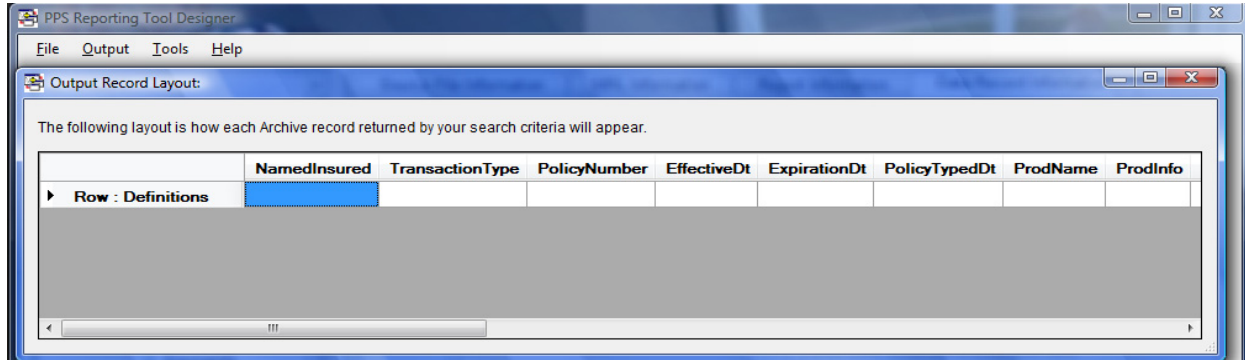 PPS Reporting Tool Designer
File Output Tools Help
Output Record Layout:
The following layout is how each Archive record returned by your search criteria will appear.
NamedInsured TransactionType PolicyNumber EffectiveDt ExpirationDt PolicyTypedDt ProdName ProdInfo
Row : Definitions